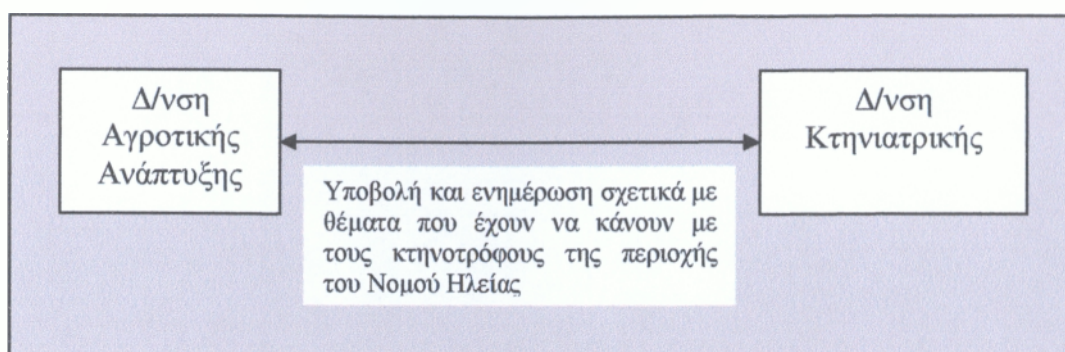 Δ/νση
Αγροτικής
Ανάπτυξης
Δ/νση
Κτηνιατρικής
Υποβολή και ενημέρωση σχετικά με
θέματα που έχουν να κάνουν με
τους κτηνοτρόφους της περιοχής
του Νομού Ηλείας